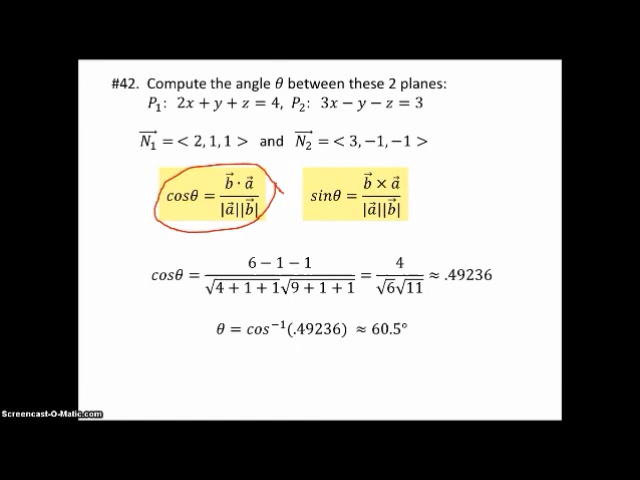 #42. Compute the angle θ between these 2 planes:
P₁: 2x + y + z = 4, P₂: 3x − y − z = 3
N₁⃗ = < 2, 1, 1 > and N₂⃗ = < 3, −1, −1 >
cosθ = (b⃗ · a⃗) / (|a⃗||b⃗|) sinθ = (b⃗ × a⃗) / (|a⃗||b⃗|)
cosθ = (6 − 1 − 1) / (√(4 + 1 + 1)√(9 + 1 + 1)) = 4 / (√6√11) ≈ .49236
θ = cos⁻¹(.49236) ≈ 60.5°
Screencast-O-Matic.com